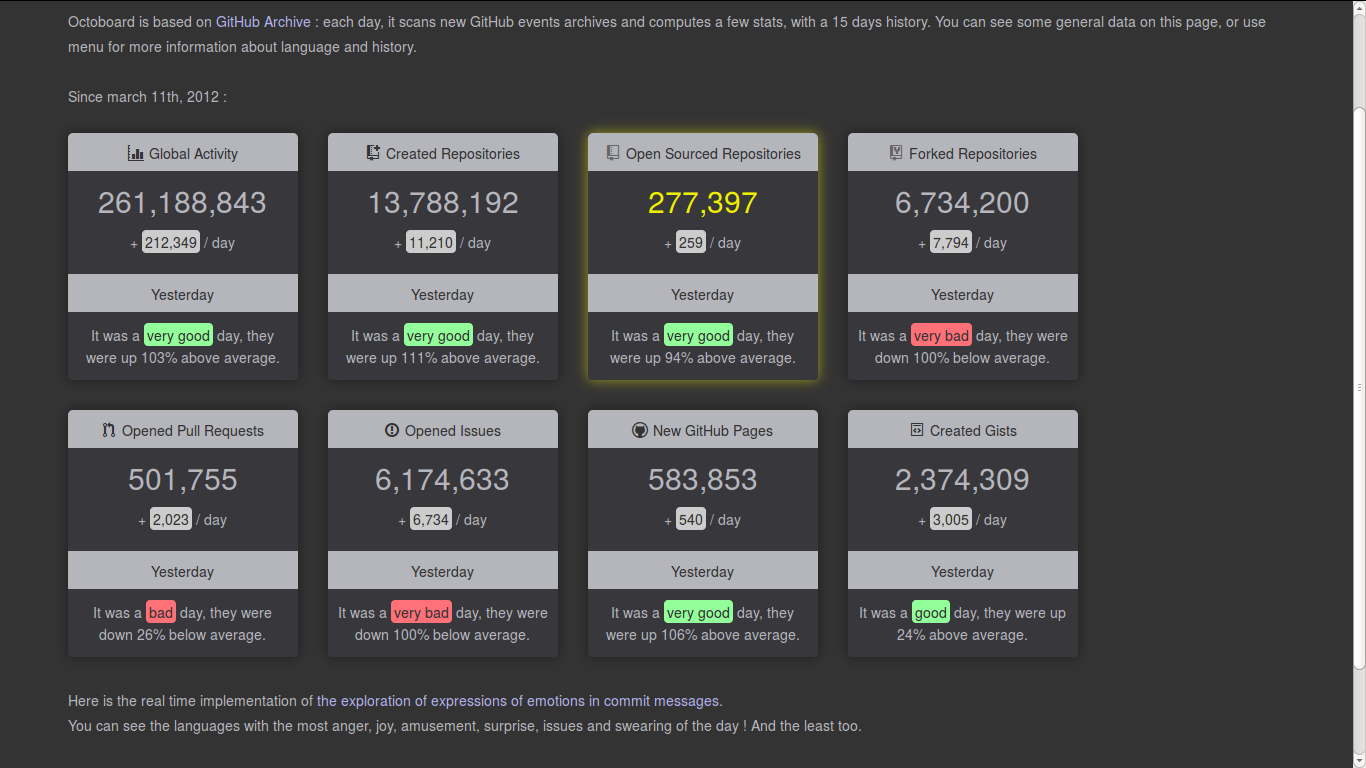 Octoboard is based on GitHub Archive : each day, it scans new GitHub events archives and computes a few stats, with a 15 days history. You can see some general data on this page, or use
menu for more information about language and history.
Since march 11th, 2012 :
Global Activity
261,188,843
+ 212,349 / day
Yesterday
It was a very good day, they
were up 103% above average.
Created Repositories
13,788,192
+ 11,210 / day
Yesterday
It was a very good day, they
were up 111% above average.
Open Sourced Repositories
277,397
+ 259 / day
Yesterday
It was a very good day, they
were up 94% above average.
Forked Repositories
6,734,200
+ 7,794 / day
Yesterday
It was a very bad day, they were
down 100% below average.
Opened Pull Requests
501,755
+ 2,023 / day
Yesterday
It was a bad day, they were
down 26% below average.
Opened Issues
6,174,633
+ 6,734 / day
Yesterday
It was a very bad day, they were
down 100% below average.
New GitHub Pages
583,853
+ 540 / day
Yesterday
It was a very good day, they
were up 106% above average.
Created Gists
2,374,309
+ 3,005 / day
Yesterday
It was a good day, they were up
24% above average.
Here is the real time implementation of the exploration of expressions of emotions in commit messages.
You can see the languages with the most anger, joy, amusement, surprise, issues and swearing of the day ! And the least too.